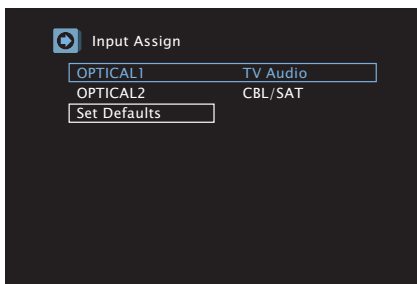 Input Assign
OPTICAL1 TV Audio
OPTICAL2 CBL/SAT
Set Defaults